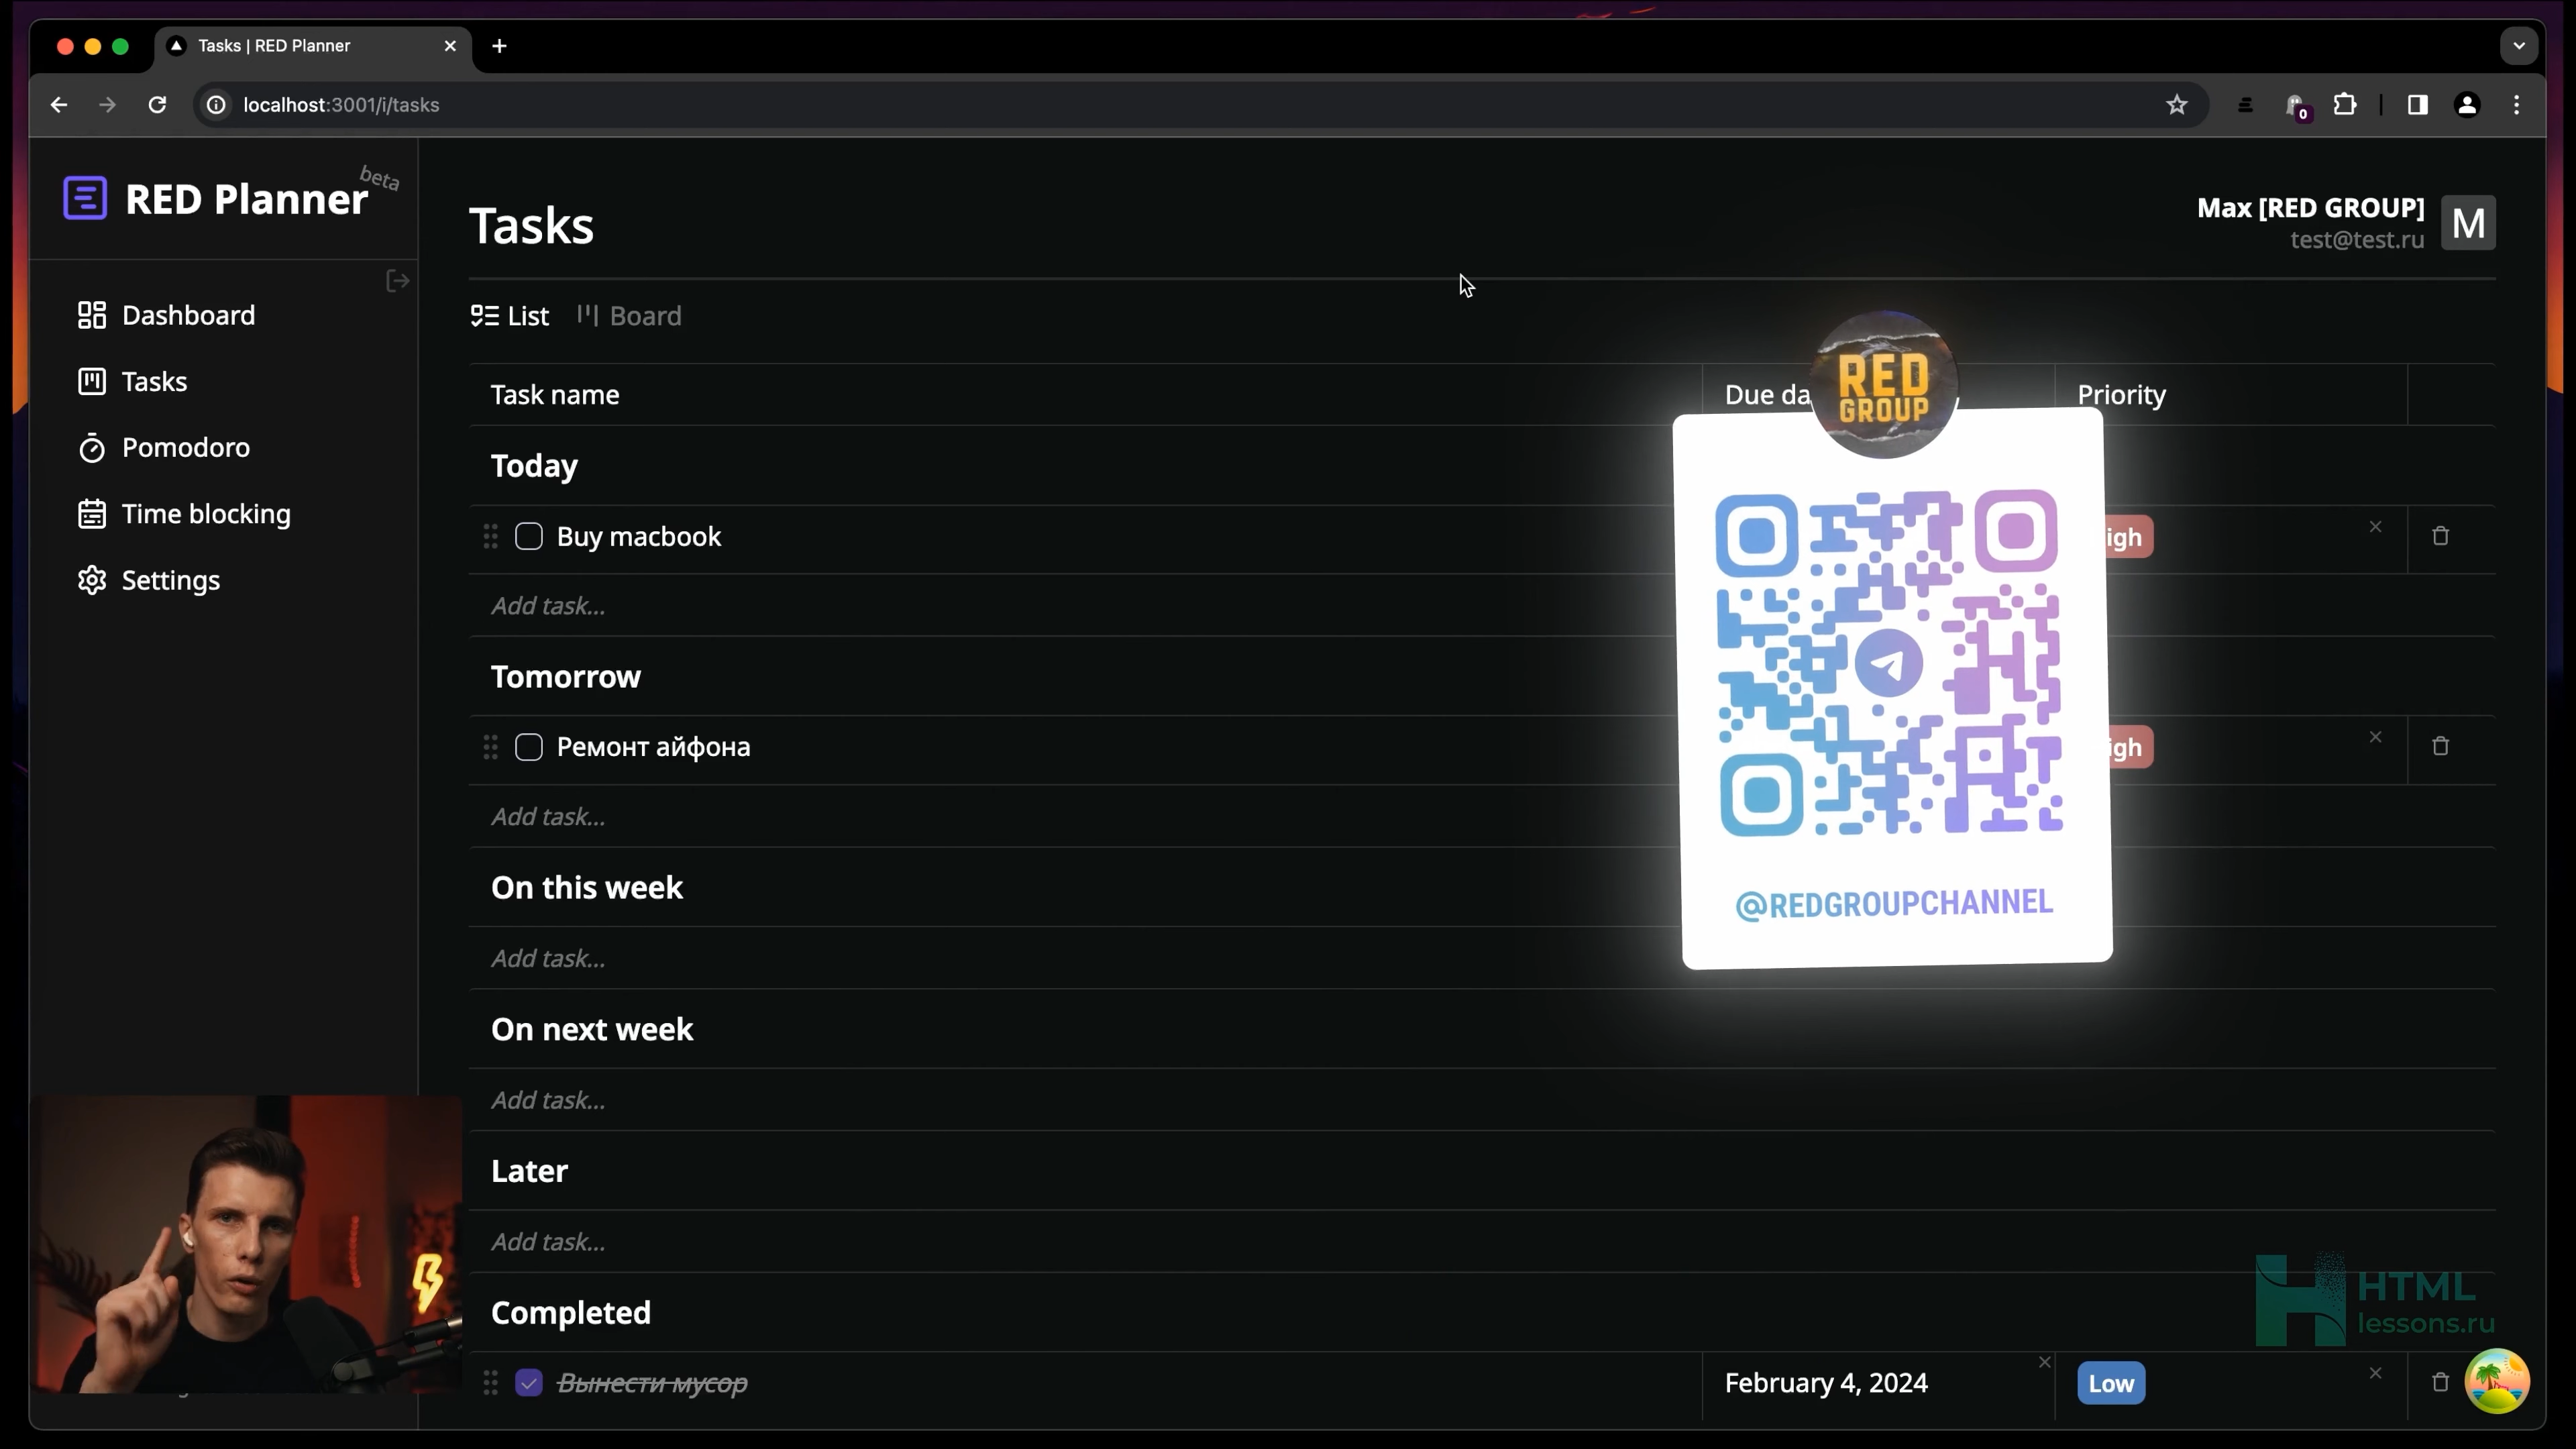 Tasks | RED Planner
localhost:3001/i/tasks
0
RED Planner
beta
Dashboard
Tasks
Pomodoro
Time blocking
Settings
Tasks
Max [RED GROUP]
test@test.ru
M
List
Board
Task name
Due da
Priority
Today
Buy macbook
igh
Add task...
Tomorrow
Ремонт айфона
igh
Add task...
On this week
Add task...
On next week
Add task...
Later
Add task...
Completed
Вынести мусор
February 4, 2024
Low
RED
GROUP
@REDGROUPCHANNEL
HTML
lessons.ru